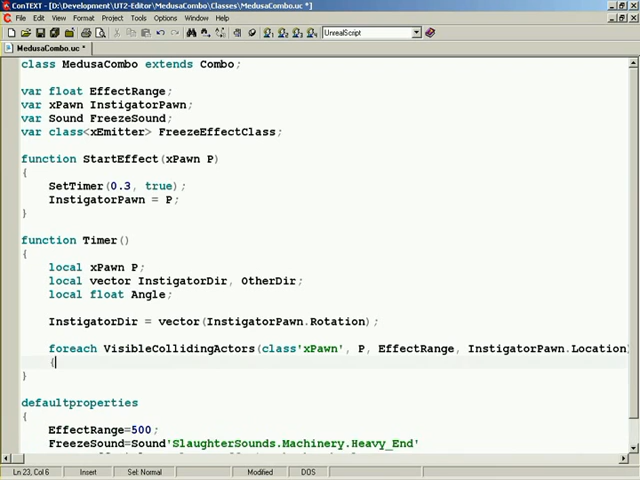 ConTEXT - [D:\Development\UT2-Editor\MedusaCombo\Classes\MedusaCombo.uc *]
File Edit View Format Project Tools Options Window Help
UnrealScript
MedusaCombo.uc *
class MedusaCombo extends Combo;
var float EffectRange;
var xPawn InstigatorPawn;
var Sound FreezeSound;
var class<xEmitter> FreezeEffectClass;
function StartEffect(xPawn P)
{
SetTimer(0.3, true);
InstigatorPawn = P;
}
function Timer()
{
local xPawn P;
local vector InstigatorDir, OtherDir;
local float Angle;
InstigatorDir = vector(InstigatorPawn.Rotation);
foreach VisibleCollidingActors(class'xPawn', P, EffectRange, InstigatorPawn.Location)
{
}
defaultproperties
{
EffectRange=500;
FreezeSound=Sound'SlaughterSounds.Machinery.Heavy_End'
Ln 23, Col 6 Insert Sel: Normal Modified DOS